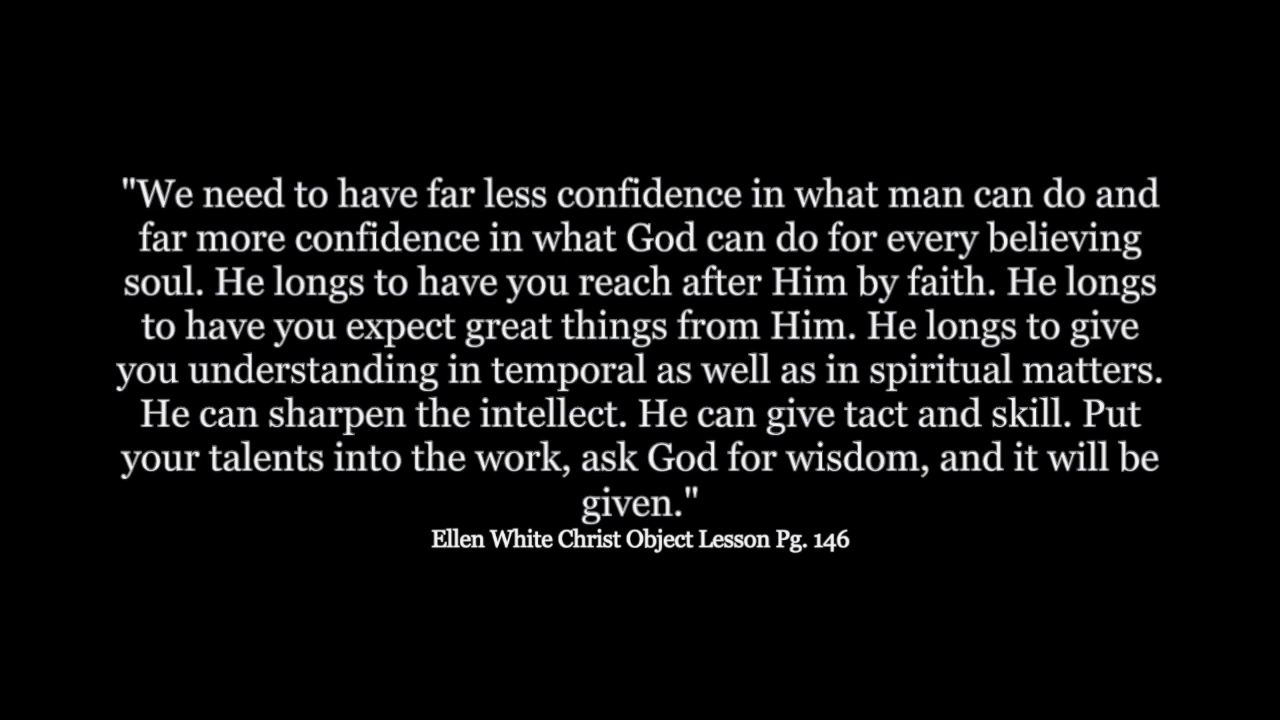 "We need to have far less confidence in what man can do and
far more confidence in what God can do for every believing
soul. He longs to have you reach after Him by faith. He longs
to have you expect great things from Him. He longs to give
you understanding in temporal as well as in spiritual matters.
He can sharpen the intellect. He can give tact and skill. Put
your talents into the work, ask God for wisdom, and it will be
given."
Ellen White Christ Object Lesson Pg. 146